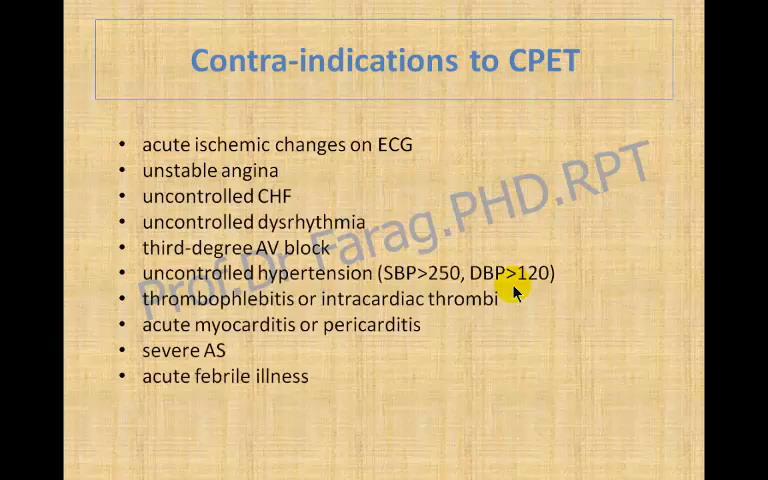 Contra-indications to CPET
• acute ischemic changes on ECG
• unstable angina
• uncontrolled CHF
• uncontrolled dysrhythmia
• third-degree AV block
• uncontrolled hypertension (SBP>250, DBP>120)
• thrombophlebitis or intracardiac thrombi
• acute myocarditis or pericarditis
• severe AS
• acute febrile illness
Prof.Dr Farag.PHD.RPT